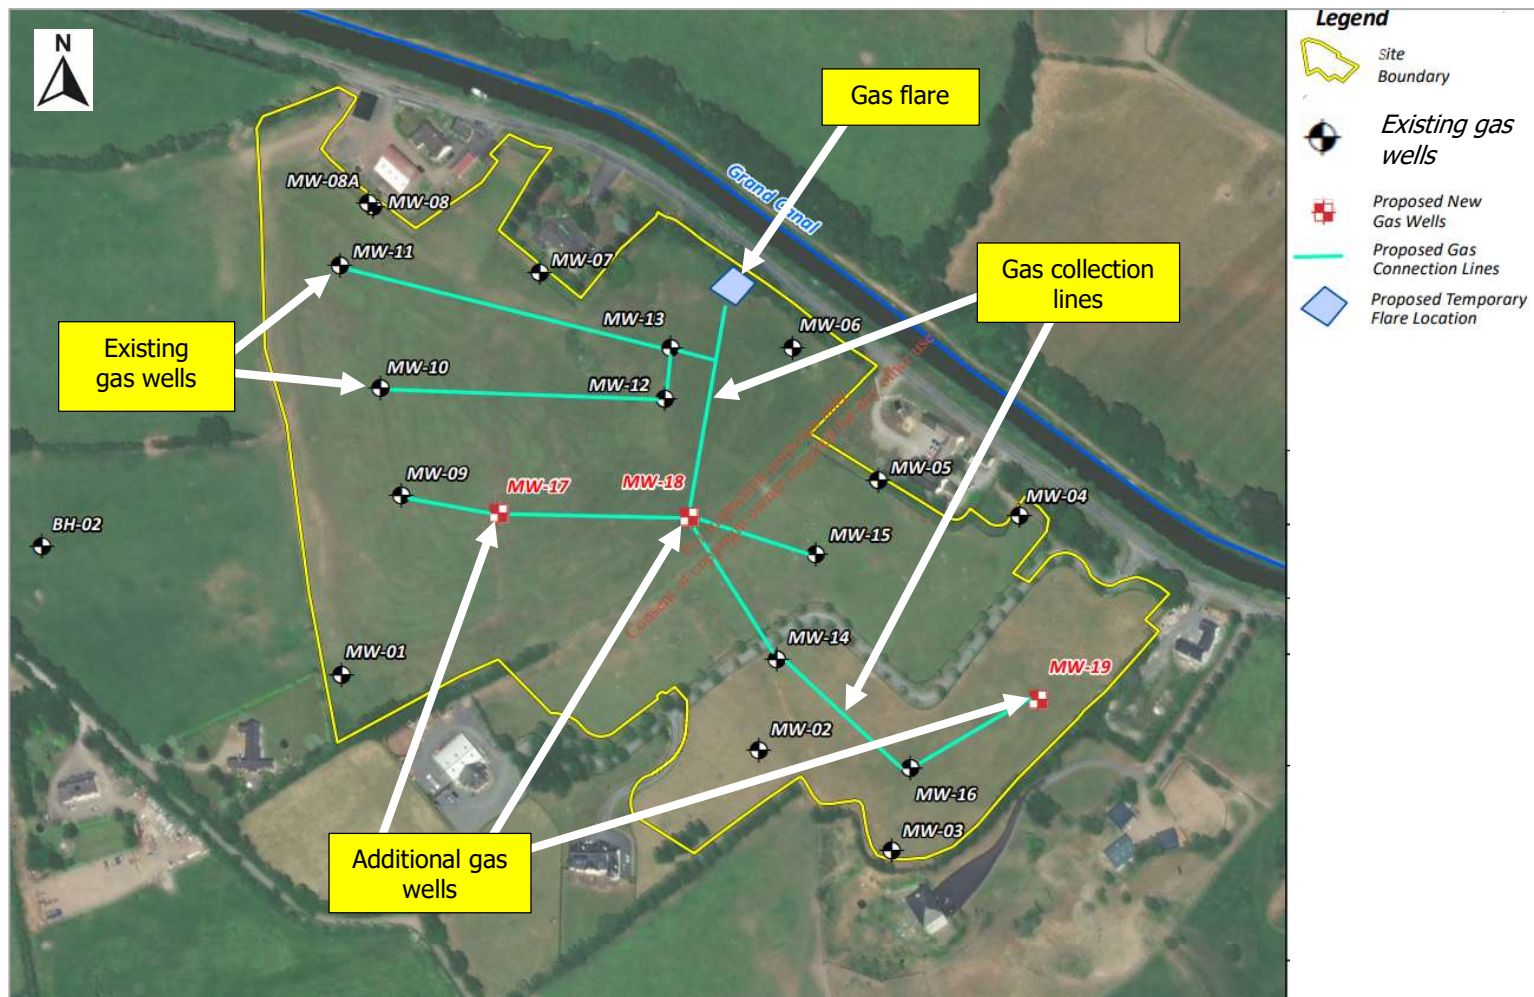 N
Gas flare
Grand Canal
MW-08A
MW-08
MW-11
MW-07
Gas collection
lines
MW-13
MW-06
Existing
gas wells
MW-10
MW-12
MW-09
MW-17
MW-18
MW-05
MW-04
BH-02
MW-15
MW-01
MW-14
MW-19
MW-02
MW-16
MW-03
Additional gas
wells
Legend
Site
Boundary
Existing gas
wells
Proposed New
Gas Wells
Proposed Gas
Connection Lines
Proposed Temporary
Flare Location